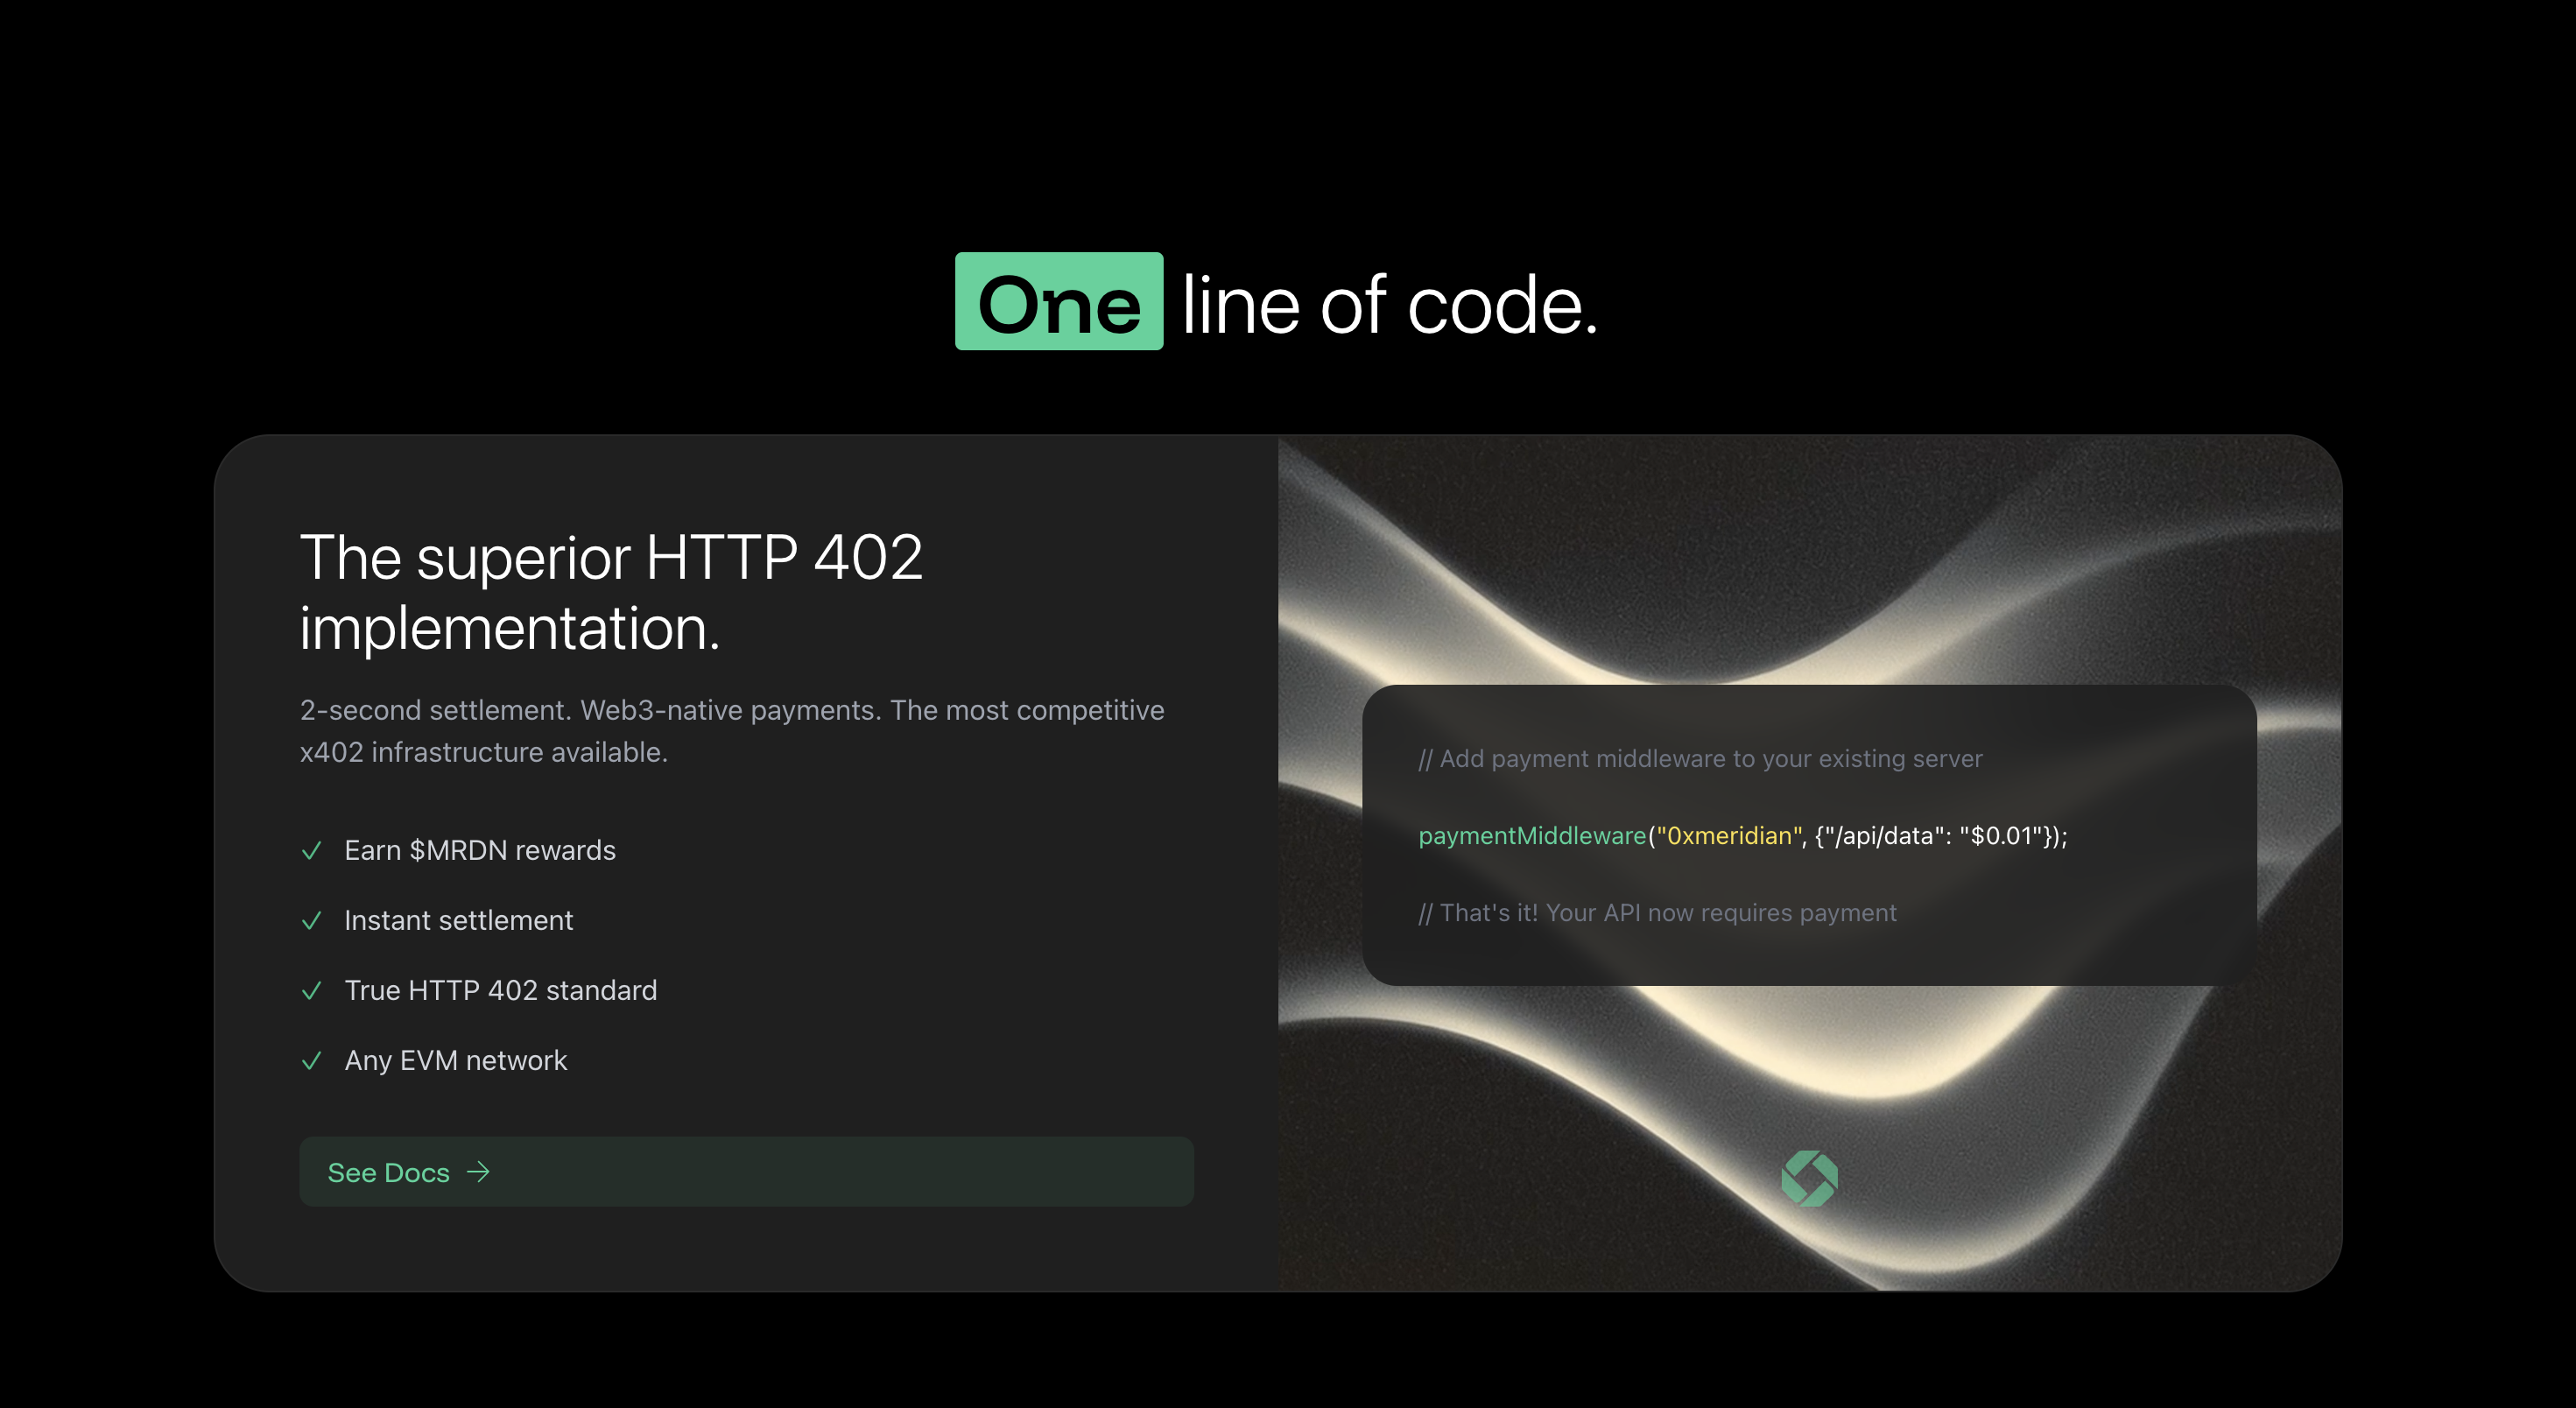 One line of code.
The superior HTTP 402
implementation.
2-second settlement. Web3-native payments. The most competitive
x402 infrastructure available.
✓ Earn $MRDN rewards
✓ Instant settlement
✓ True HTTP 402 standard
✓ Any EVM network
See Docs →
// Add payment middleware to your existing server
paymentMiddleware("0xmeridian", {"/api/data": "$0.01"});
// That's it! Your API now requires payment